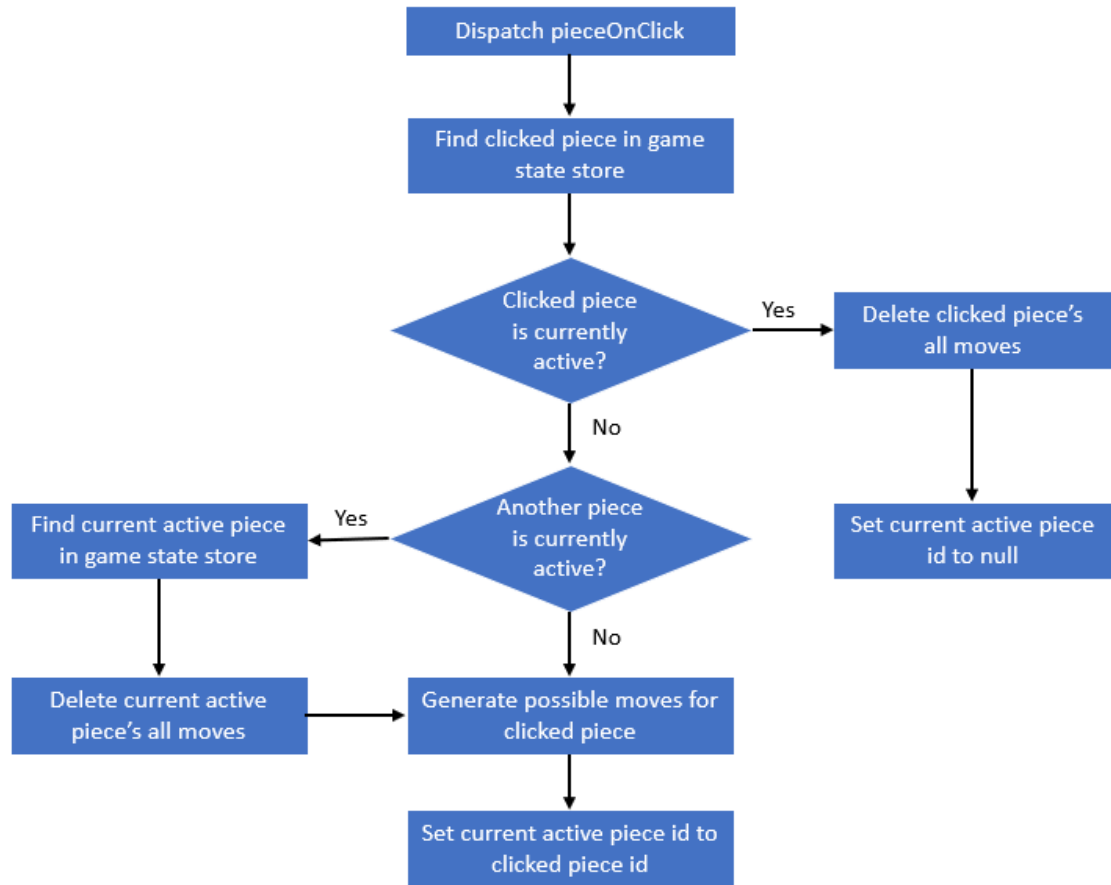 Dispatch pieceOnClick
Find clicked piece in game
state store
Clicked piece
is currently
active?
Yes
Delete clicked piece's
all moves
No
Set current active piece
id to null
Another piece
is currently
active?
Yes
Find current active piece
in game state store
No
Delete current active
piece's all moves
Generate possible moves for
clicked piece
Set current active piece id to
clicked piece id